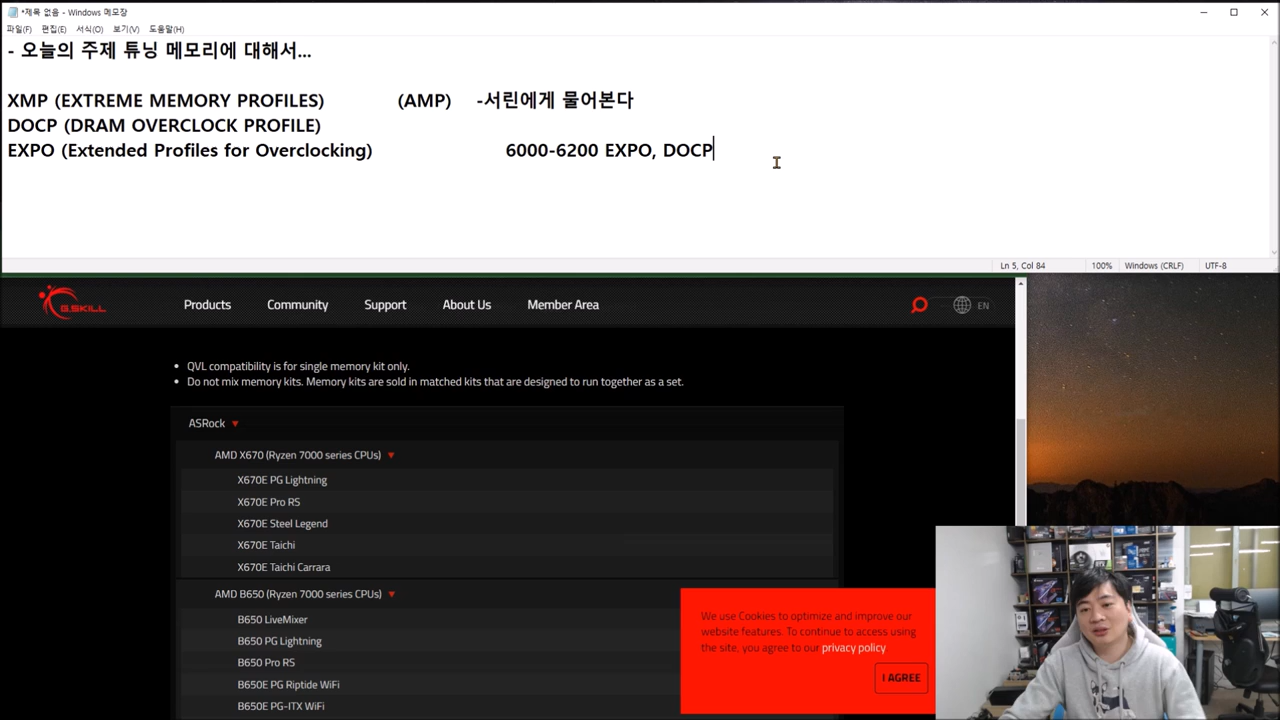 *제목 없음 - Windows 메모장
파일(F) 편집(E) 서식(O) 보기(V) 도움말(H)
- 오늘의 주제 튜닝 메모리에 대해서...
XMP (EXTREME MEMORY PROFILES) (AMP) -서린에게 물어본다
DOCP (DRAM OVERCLOCK PROFILE)
EXPO (Extended Profiles for Overclocking) 6000-6200 EXPO, DOCP
Ln 5, Col 84 100% Windows (CRLF) UTF-8
G.SKILL Products Community Support About Us Member Area EN
• QVL compatibility is for single memory kit only.
• Do not mix memory kits. Memory kits are sold in matched kits that are designed to run together as a set.
ASRock
AMD X670 (Ryzen 7000 series CPUs)
X670E PG Lightning
X670E Pro RS
X670E Steel Legend
X670E Taichi
X670E Taichi Carrara
AMD B650 (Ryzen 7000 series CPUs)
B650 LiveMixer
B650 PG Lightning
B650 Pro RS
B650E PG Riptide WiFi
B650E PG-ITX WiFi
We use Cookies to optimize and improve our
website features. To continue to access using
the site, you agree to our privacy policy.
I AGREE